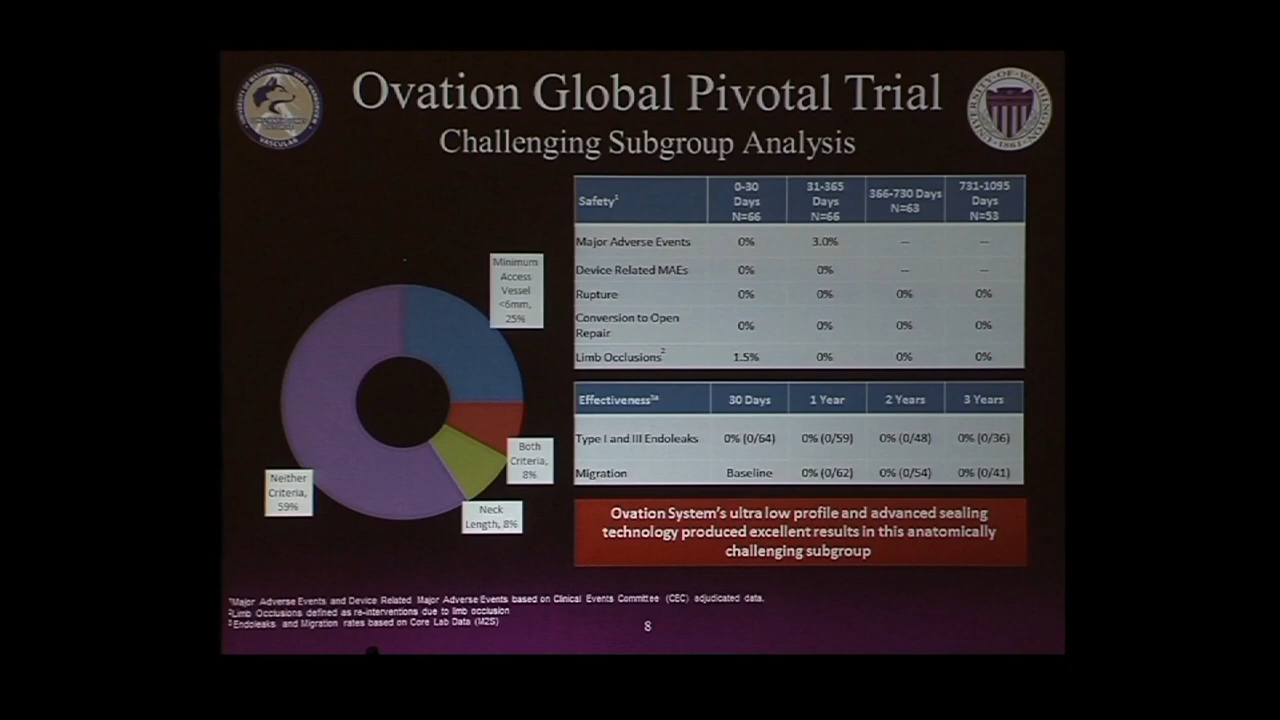 Ovation Global Pivotal Trial
Challenging Subgroup Analysis
UNIVERSITY OF WASHINGTON
1861
VASCULAR
Safety1 0-30 Days N=66 31-365 Days N=66 366-730 Days N=63 731-1095 Days N=53
Major Adverse Events 0% 3.0% -- --
Device Related MAEs 0% 0% -- --
Rupture 0% 0% 0% 0%
Conversion to Open Repair 0% 0% 0% 0%
Limb Occlusions2 1.5% 0% 0% 0%
Effectiveness 30 Days 1 Year 2 Years 3 Years
Type I and III Endoleaks 0% (0/64) 0% (0/59) 0% (0/48) 0% (0/36)
Migration Baseline 0% (0/62) 0% (0/54) 0% (0/41)
Minimum
Access
Vessel
<6mm,
25%
Both
Criteria,
8%
Neck
Length, 8%
Neither
Criteria,
59%
Ovation System's ultra low profile and advanced sealing
technology produced excellent results in this anatomically
challenging subgroup
1Major Adverse Events and Device Related Major Adverse Events based on Clinical Events Committee (CEC) adjudicated data.
2Limb Occlusions defined as re-interventions due to limb occlusion
3Endoleaks and Migration rates based on Core Lab Data (M2S)
8